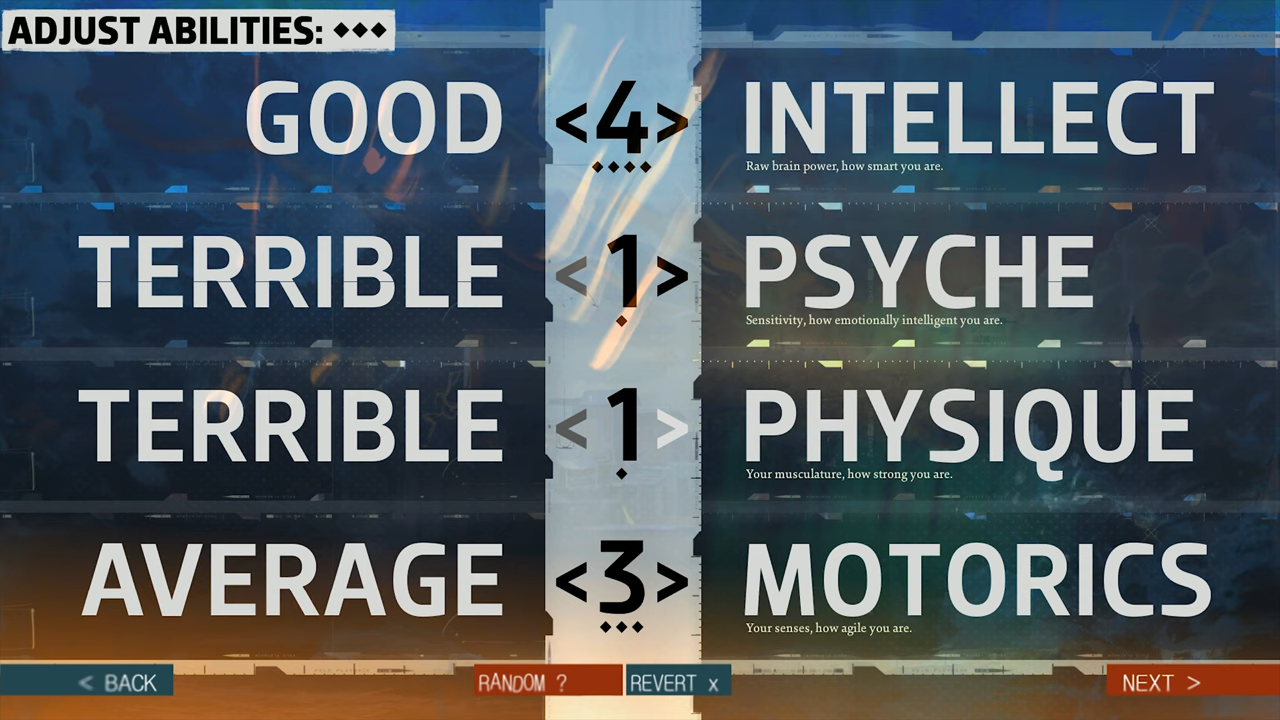 ADJUST ABILITIES: ◆◆◆
GOOD <4> INTELLECT
Raw brain power, how smart you are.
TERRIBLE <1> PSYCHE
Sensitivity, how emotionally intelligent you are.
TERRIBLE <1> PHYSIQUE
Your musculature, how strong you are.
AVERAGE <3> MOTORICS
Your senses, how agile you are.
< BACK RANDOM ? REVERT x NEXT >